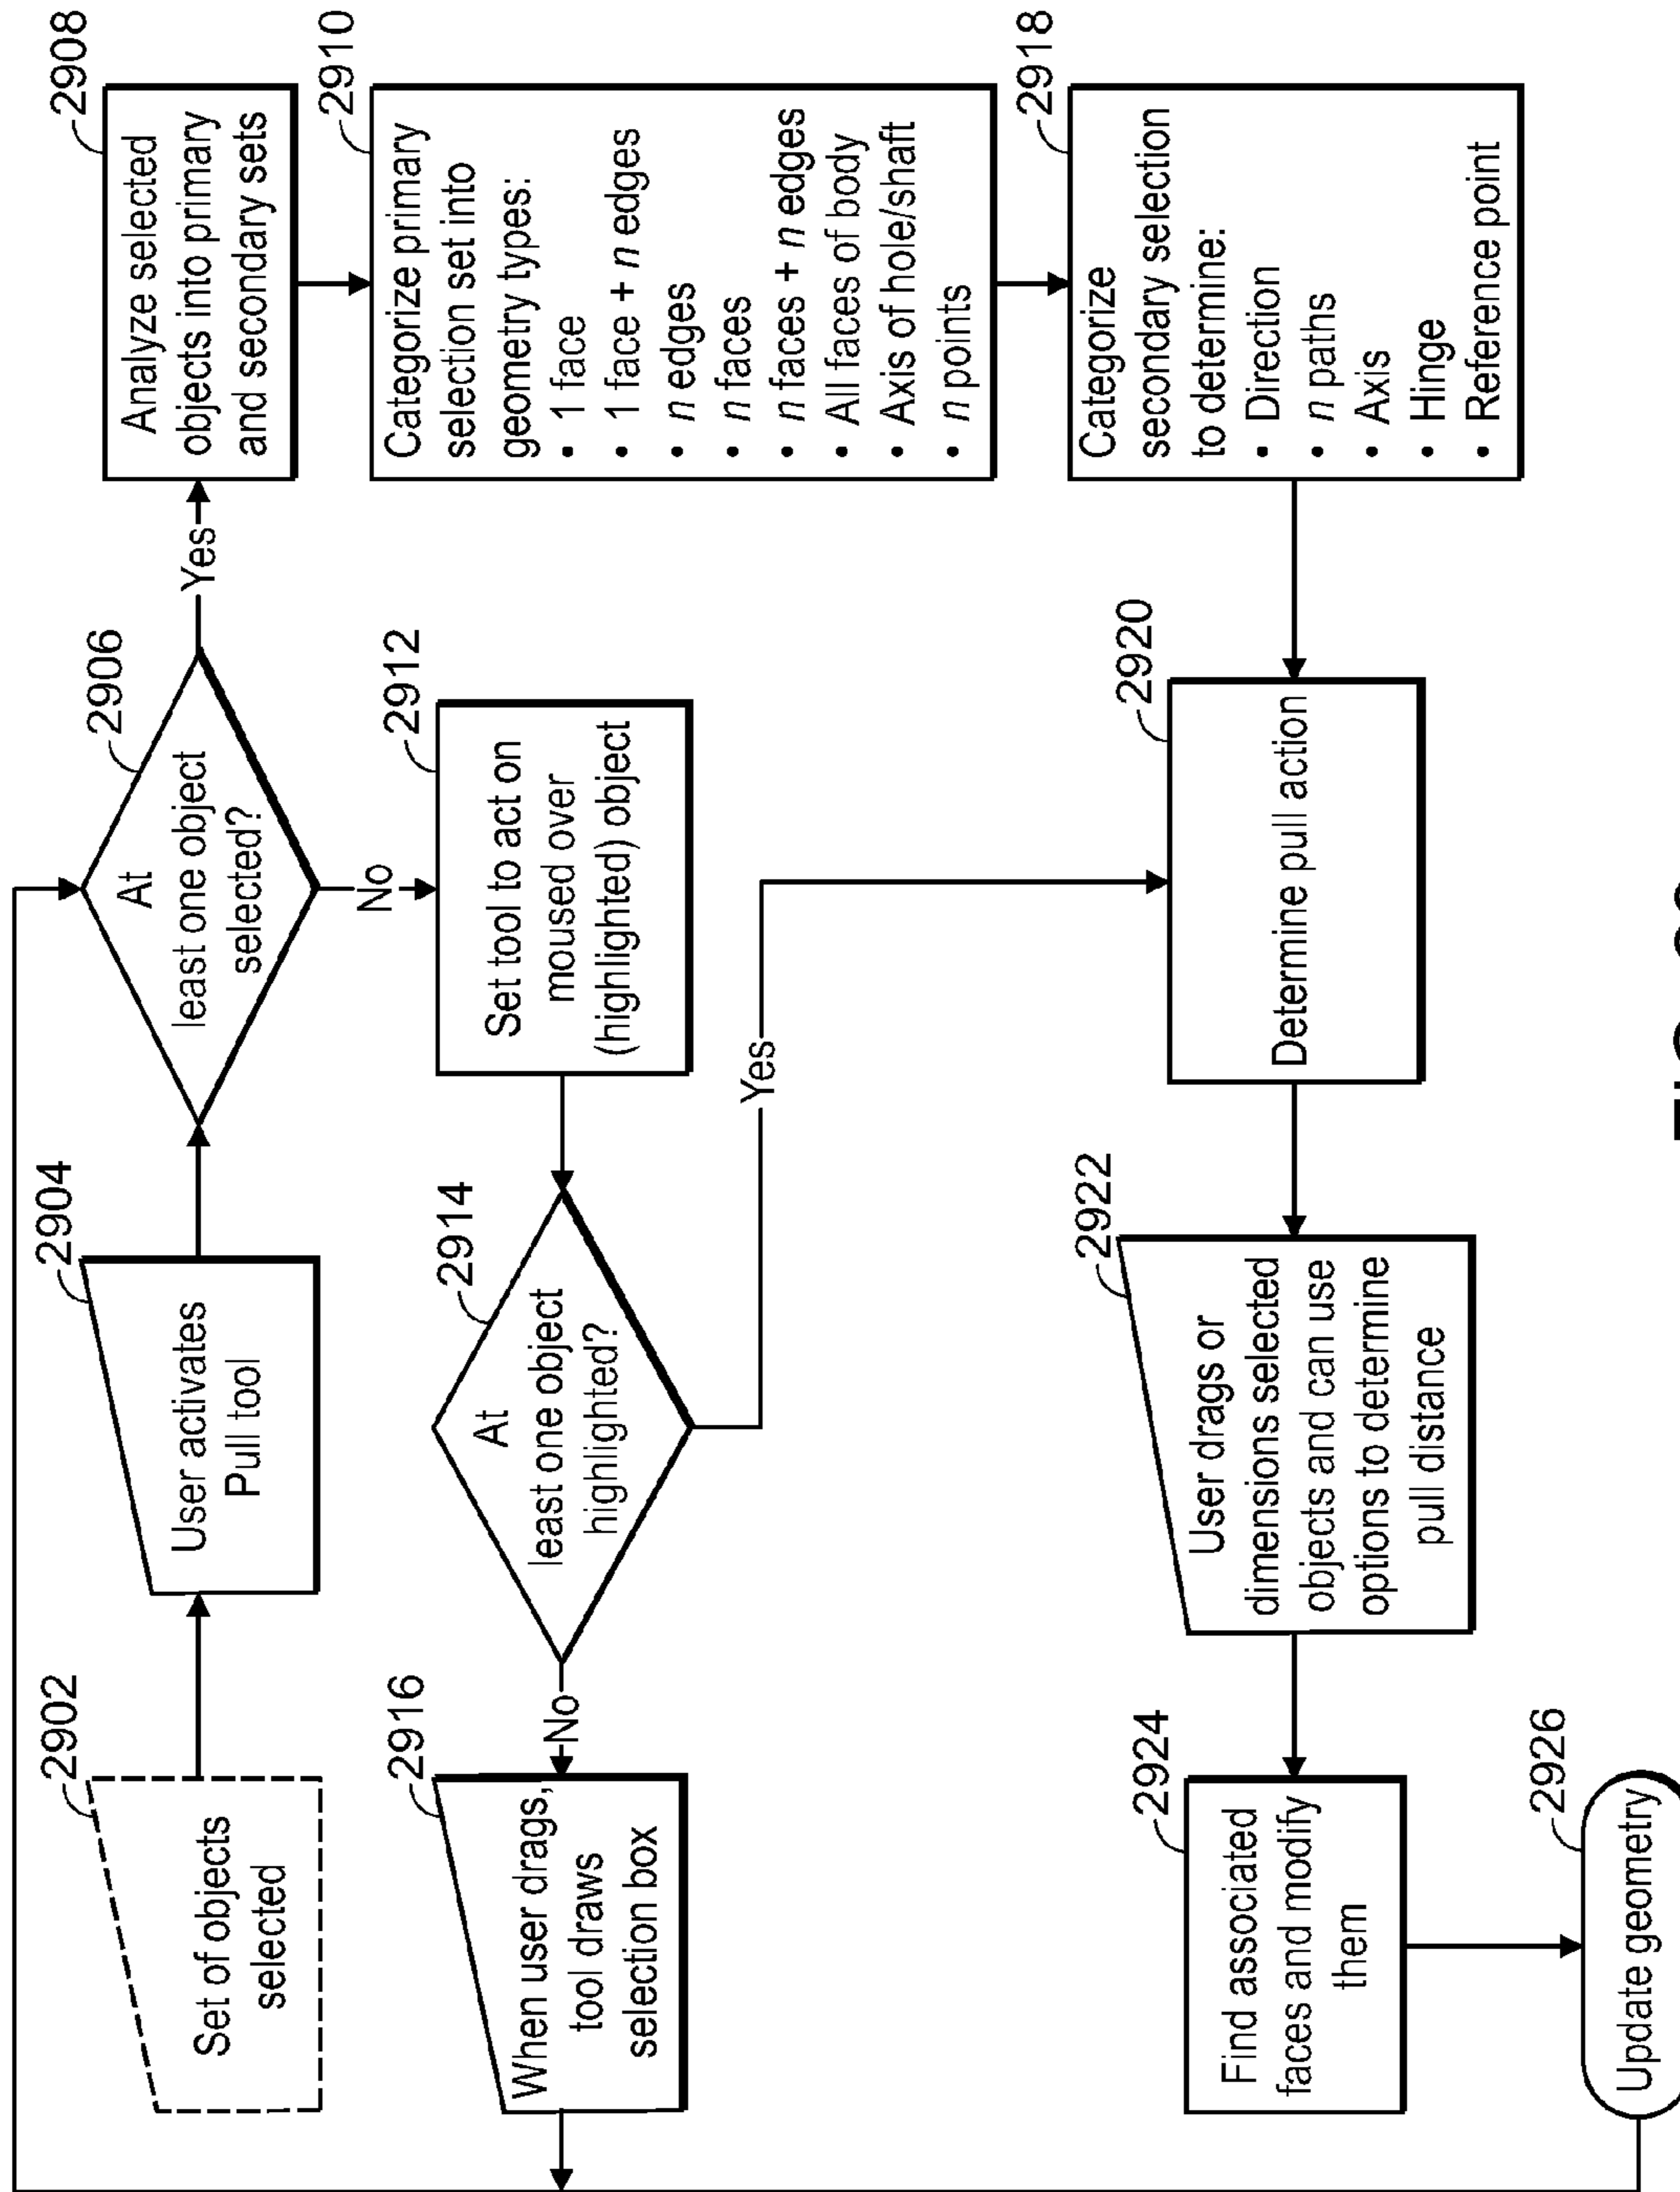 2902
Set of objects
selected
2904
User activates
Pull tool
2906
At
least one object
selected?
Yes
No
2908
Analyze selected
objects into primary
and secondary sets
2910
Categorize primary
selection set into
geometry types:
• 1 face
• 1 face + n edges
• n edges
• n faces
• n faces + n edges
• All faces of body
• Axis of hole/shaft
• n points
2912
Set tool to act on
moused over
(highlighted) object
2914
At
least one object
highlighted?
No
Yes
2916
When user drags,
tool draws
selection box
2918
Categorize
secondary selection
to determine:
• Direction
• n paths
• Axis
• Hinge
• Reference point
2920
Determine pull action
2922
User drags or
dimensions selected
objects and can use
options to determine
pull distance
2924
Find associated
faces and modify
them
2926
Update geometry